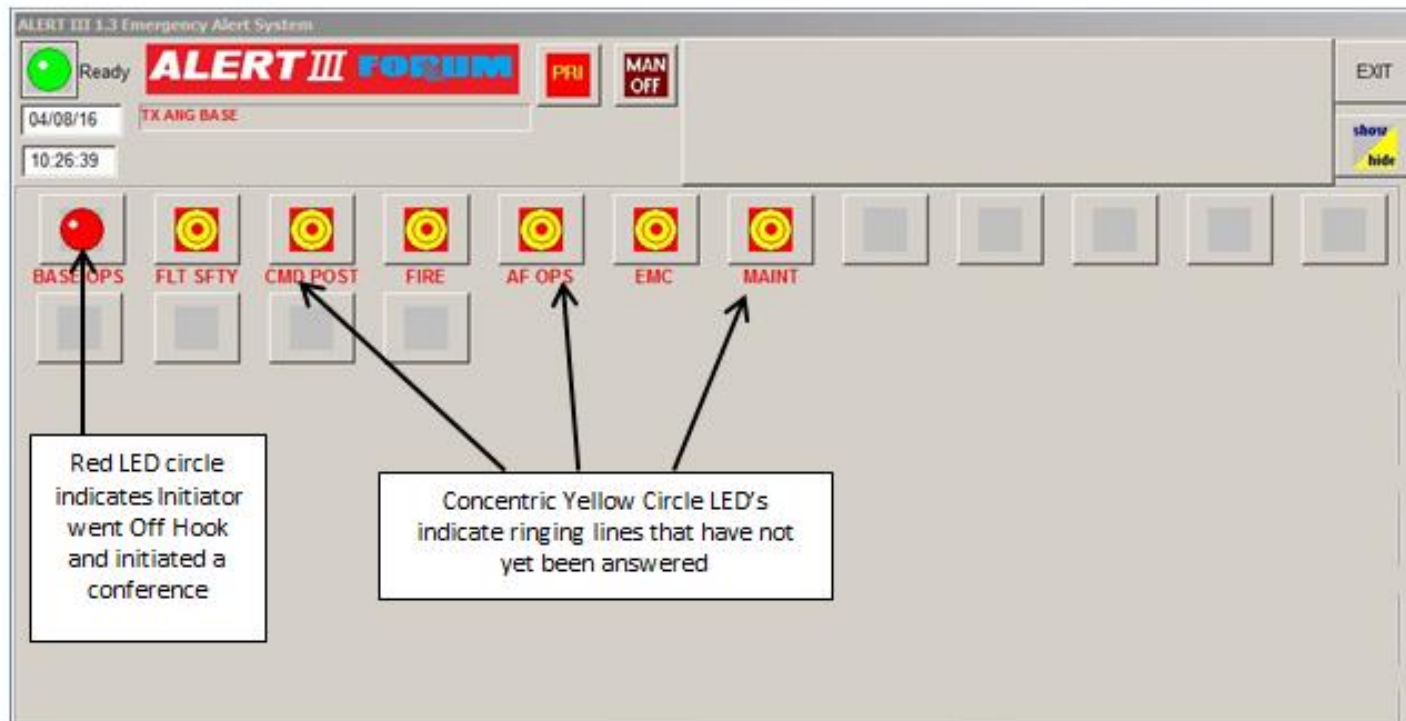 ALERT III 1.3 Emergency Alert System
Ready
ALERT III FORUM
PRI
MAN
OFF
EXIT
04/08/16
TX ANG BASE
show
hide
10:26:39
BASE OPS
FLT SFTY
CMD POST
FIRE
AF OPS
EMC
MAINT
Red LED circle
indicates Initiator
went Off Hook
and initiated a
conference
Concentric Yellow Circle LED's
indicate ringing lines that have not
yet been answered